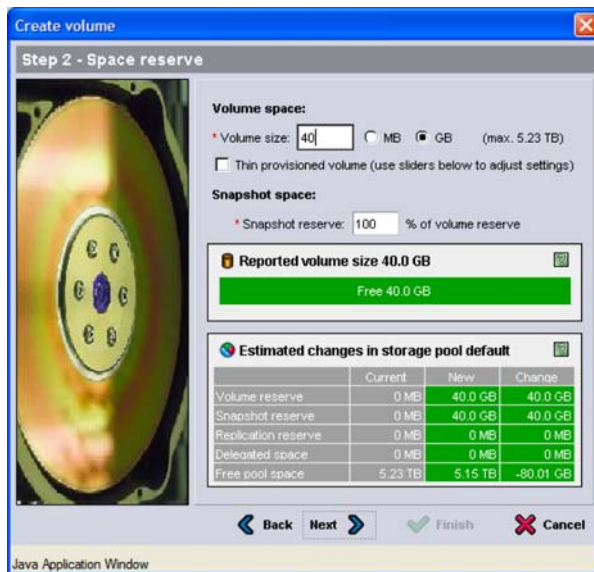 Create volume
Step 2 - Space reserve
Volume space:
* Volume size: 40 MB GB (max. 5.23 TB)
Thin provisioned volume (use sliders below to adjust settings)
Snapshot space:
* Snapshot reserve: 100 % of volume reserve
Reported volume size 40.0 GB
Free 40.0 GB
Estimated changes in storage pool default
Current New Change
Volume reserve 0 MB 40.0 GB 40.0 GB
Snapshot reserve 0 MB 40.0 GB 40.0 GB
Replication reserve 0 MB 0 MB 0 MB
Delegated space 0 MB 0 MB 0 MB
Free pool space 5.23 TB 5.15 TB -80.01 GB
Back Next Finish Cancel
Java Application Window